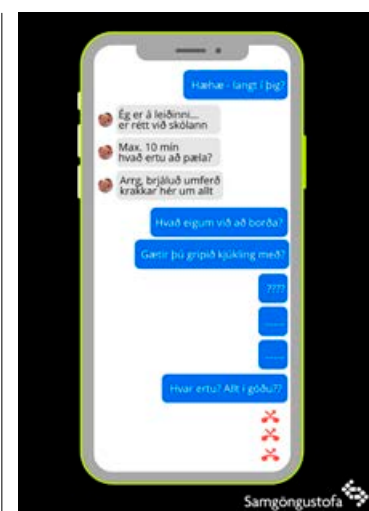 Hæhæ - langt í þig?
Ég er á leiðinni...
er rétt við skólann
Max. 10 mín
hvað ertu að pæla?
Arrg, brjáluð umferð
krakkar hér um allt
Hvað eigum við að borða?
Gætir þú gripið kjúkling með?
????
.......
.......
Hvar ertu? Allt í góðu??
Samgöngustofa